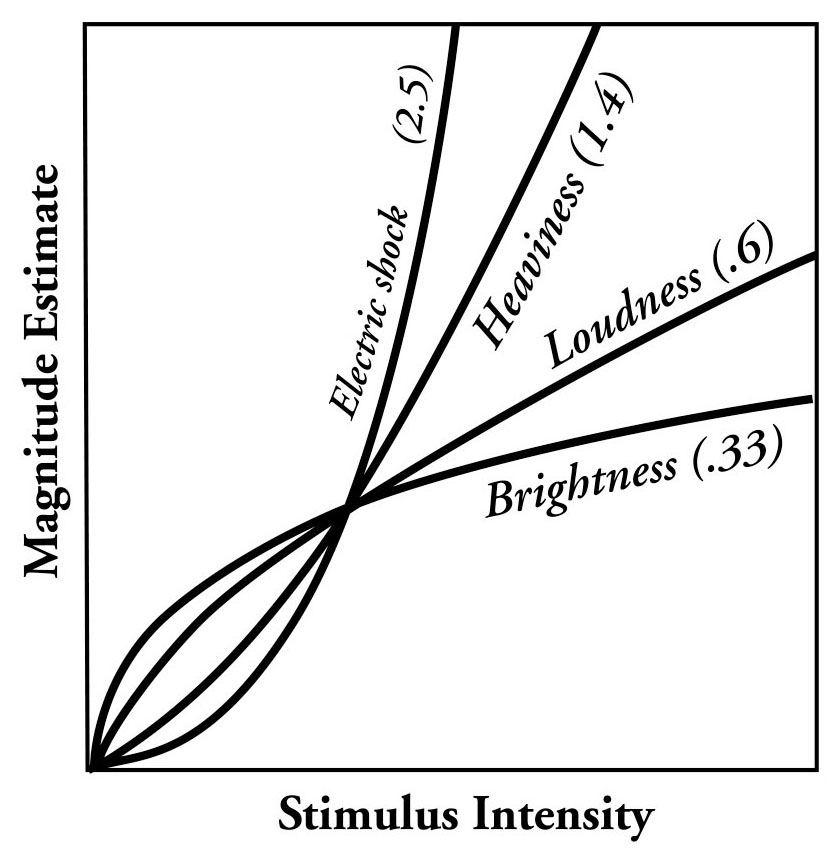 Magnitude Estimate
Electric shock (2.5)
Heaviness (1.4)
Loudness (.6)
Brightness (.33)
Stimulus Intensity